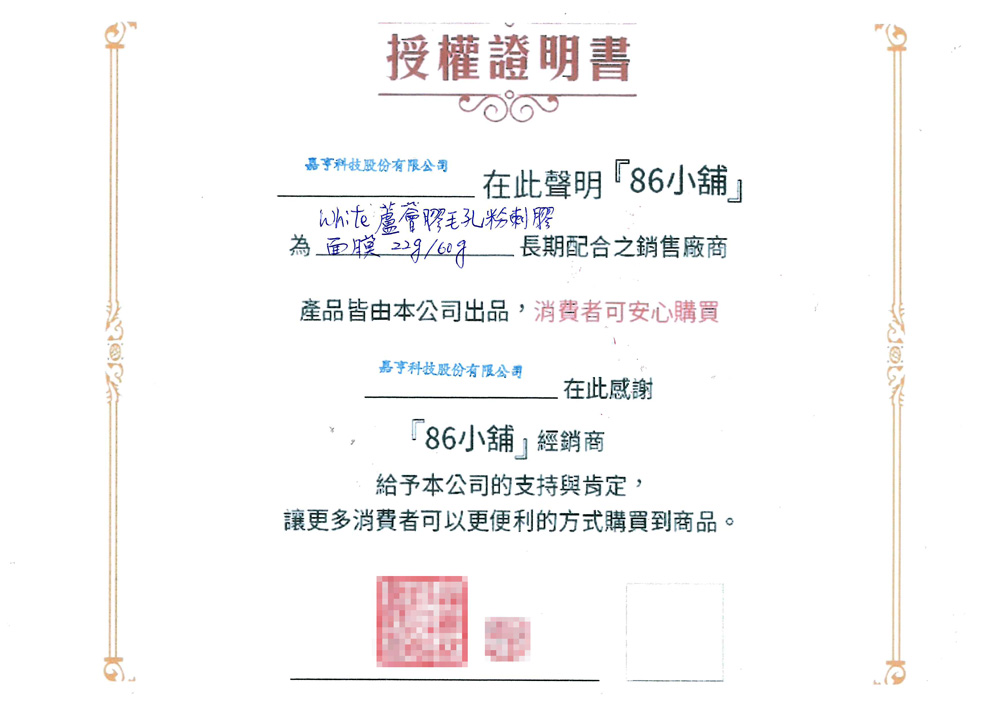 授權證明書
嘉亨科技股份有限公司 在此聲明『86小舖』
White 蘆薈膠毛孔粉刺膠
為 面膜 22g/60g 長期配合之銷售廠商
產品皆由本公司出品，消費者可安心購買
嘉亨科技股份有限公司 在此感謝
『86小舖』經銷商
給予本公司的支持與肯定，
讓更多消費者可以更便利的方式購買到商品。